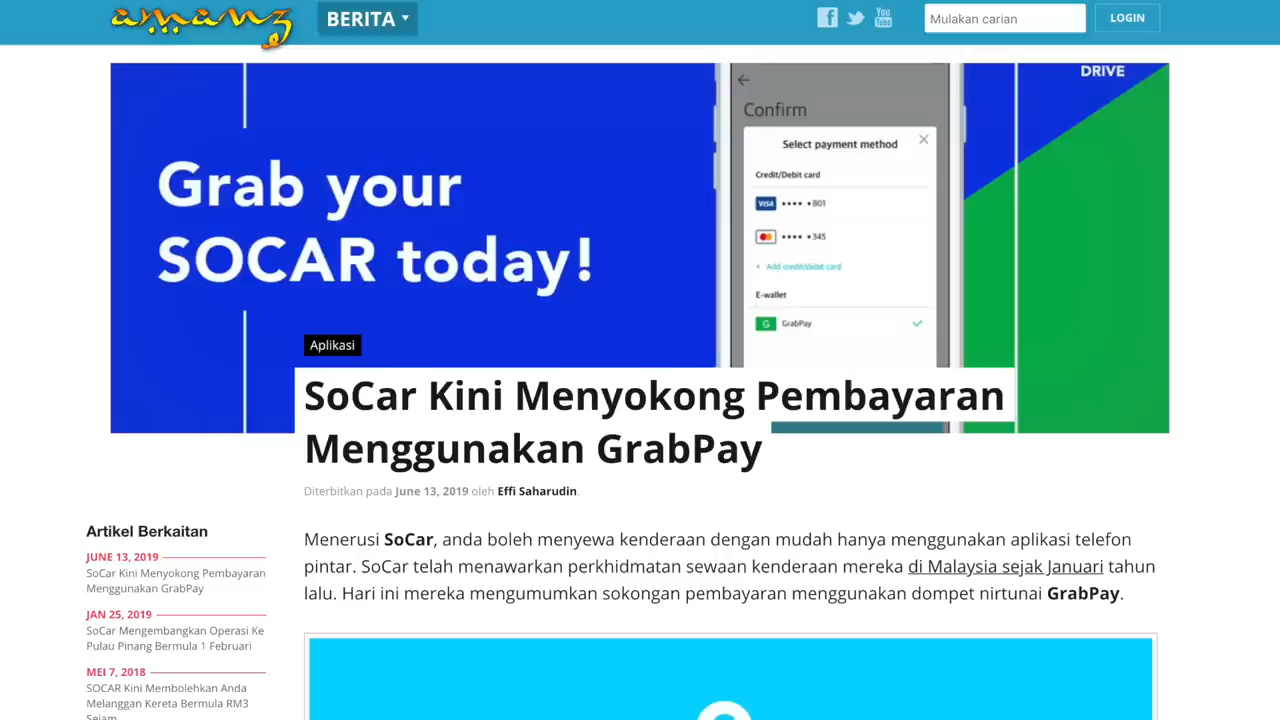 amanz
BERITA
You
Tube
Mulakan carian
LOGIN
Grab your
SOCAR today!
DRIVE
Confirm
Select payment method
Credit/Debit card
VISA •••• •801
•••• •345
+ Add credit/debit card
E-wallet
G GrabPay
Aplikasi
SoCar Kini Menyokong Pembayaran
Menggunakan GrabPay
Diterbitkan pada June 13, 2019 oleh Effi Saharudin.
Artikel Berkaitan
JUNE 13, 2019
SoCar Kini Menyokong Pembayaran
Menggunakan GrabPay
JAN 25, 2019
SoCar Mengembangkan Operasi Ke
Pulau Pinang Bermula 1 Februari
MEI 7, 2018
SOCAR Kini Membolehkan Anda
Melanggan Kereta Bermula RM3
Sejam
Menerusi SoCar, anda boleh menyewa kenderaan dengan mudah hanya menggunakan aplikasi telefon
pintar. SoCar telah menawarkan perkhidmatan sewaan kenderaan mereka di Malaysia sejak Januari tahun
lalu. Hari ini mereka mengumumkan sokongan pembayaran menggunakan dompet nirtunai GrabPay.